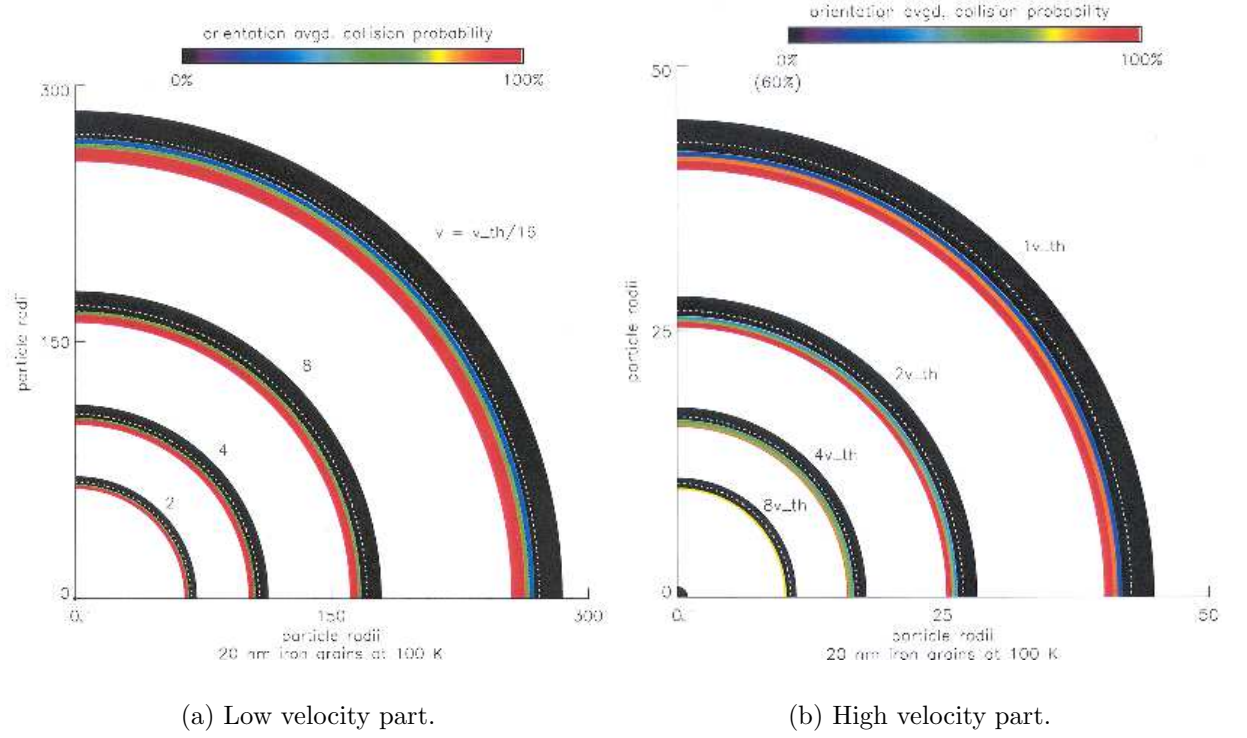 orientation avgd. collision probability
0%
100%
300
150
0
0.
150
300
particle radii
v = v_th/16
8
4
2
particle radii
20 nm iron grains at 100 K
(a) Low velocity part.
orientation avgd. collision probability
0%
(60%)
100%
50
25
0
0.
25
50
particle radii
1v_th
2v_th
4v_th
8v_th
particle radii
20 nm iron grains at 100 K
(b) High velocity part.